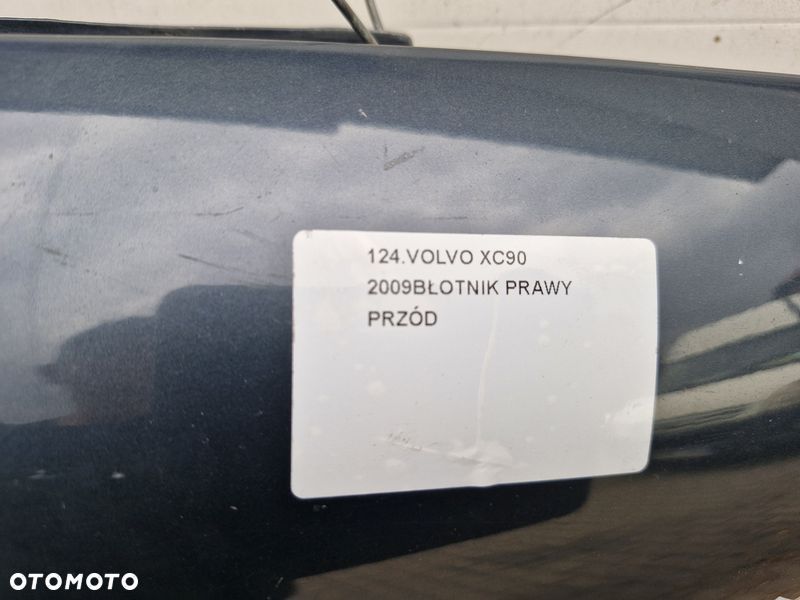 124.VOLVO XC90
2009BŁOTNIK PRAWY
PRZÓD
OTOMOTO